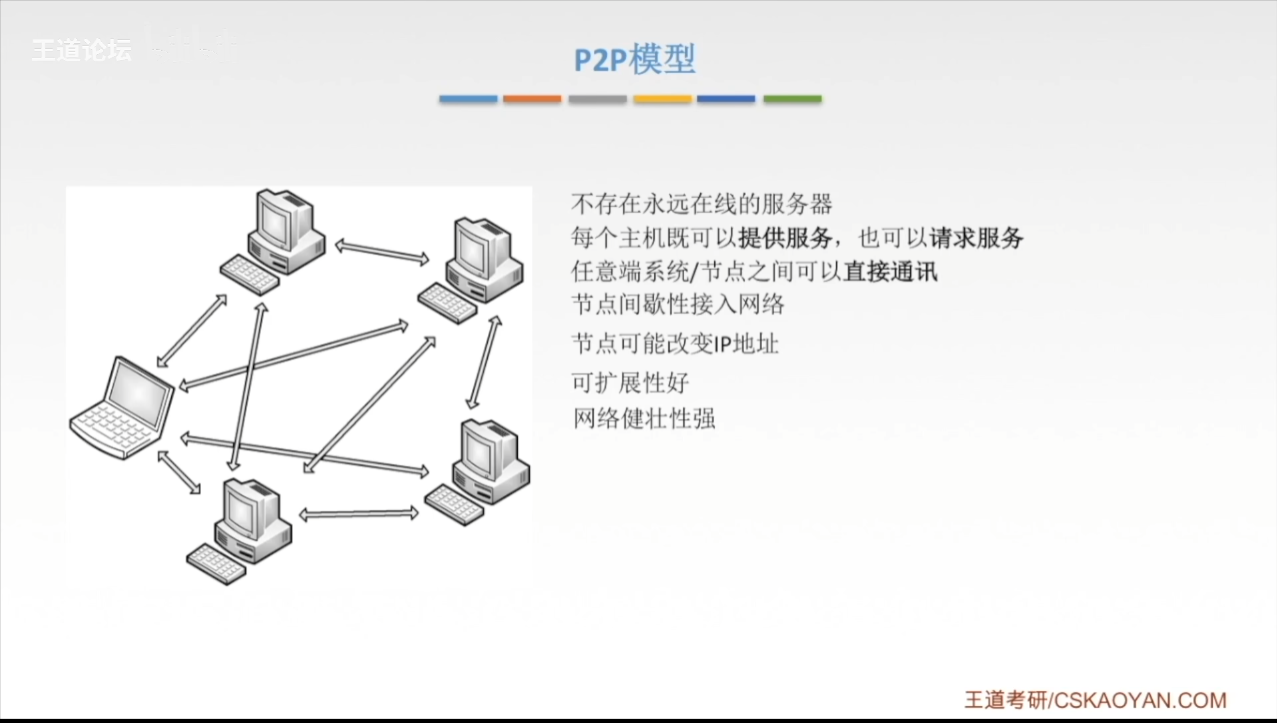 王道论坛
P2P模型
不存在永远在线的服务器
每个主机既可以提供服务，也可以请求服务
任意端系统/节点之间可以直接通讯
节点间歇性接入网络
节点可能改变IP地址
可扩展性好
网络健壮性强
王道考研/CSKAOYAN.COM